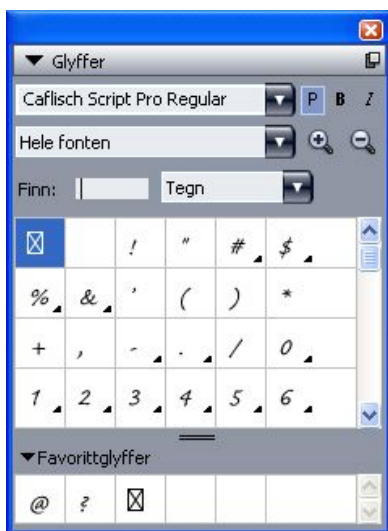 Glyffer
Caflisch Script Pro Regular P B I
Hele fonten
Finn: Tegn
! " # $
% & ' ( ) *
+ , - . / 0
1 2 3 4 5 6
Favorittglyffer
@ ?